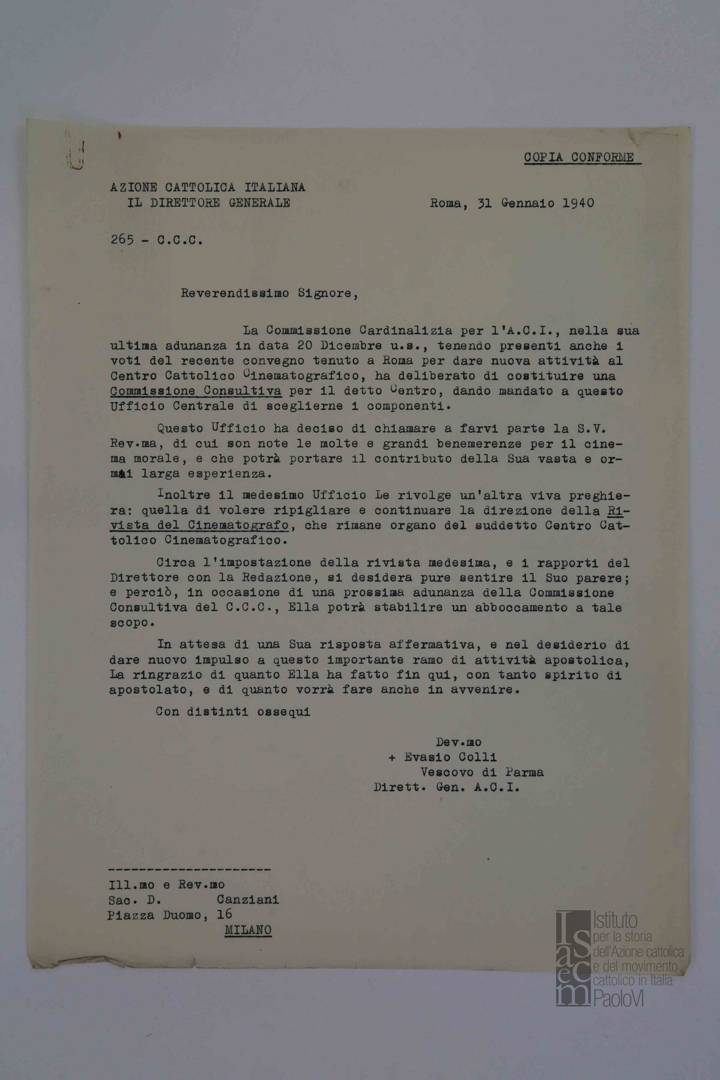 COPIA CONFORME
AZIONE CATTOLICA ITALIANA
IL DIRETTORE GENERALE
Roma, 31 Gennaio 1940
265 - C.C.C.
Reverendissimo Signore,
La Commissione Cardinalizia per l'A.C.I., nella sua
ultima adunanza in data 20 Dicembre u.s., tenendo presenti anche i
voti del recente convegno tenuto a Roma per dare nuova attività al
Centro Cattolico Cinematografico, ha deliberato di costituire una
Commissione Consultiva per il detto Centro, dando mandato a questo
Ufficio Centrale di sceglierne i componenti.
Questo Ufficio ha deciso di chiamare a farvi parte la S.V.
Rev.ma, di cui son note le molte e grandi benemerenze per il cine-
ma morale, e che potrà portare il contributo della Sua vasta e or-
mai larga esperienza.
Inoltre il medesimo Ufficio Le rivolge un'altra viva preghie-
ra: quella di volere ripigliare e continuare la direzione della Ri-
vista del Cinematografo, che rimane organo del suddetto Centro Cat-
tolico Cinematografico.
Circa l'impostazione della rivista medesima, e i rapporti del
Direttore con la Redazione, si desidera pure sentire il Suo parere;
e perciò, in occasione di una prossima adunanza della Commissione
Consultiva del C.C.C., Ella potrà stabilire un abboccamento a tale
scopo.
In attesa di una Sua risposta affermativa, e nel desiderio di
dare nuovo impulso a questo importante ramo di attività apostolica,
La ringrazio di quanto Ella ha fatto fin qui, con tanto spirito di
apostolato, e di quanto vorrà fare anche in avvenire.
Con distinti ossequi
Dev.mo
+ Evasio Colli
Vescovo di Parma
Dirett. Gen. A.C.I.
---------------------
Ill.mo e Rev.mo
Sac. D. Canziani
Piazza Duomo, 16
MILANO
Isacem
Istituto
per la storia
dell'Azione cattolica
e del movimento
cattolico in Italia
PaoloVI